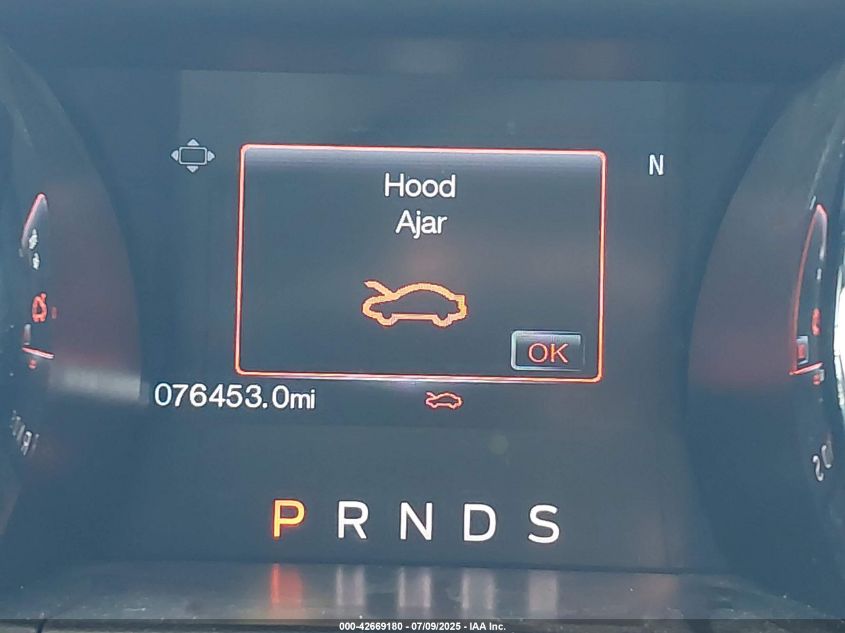 N
Hood
Ajar
OK
076453.0mi
P R N D S
000-42669180 - 07/09/2025 - IAA Inc.